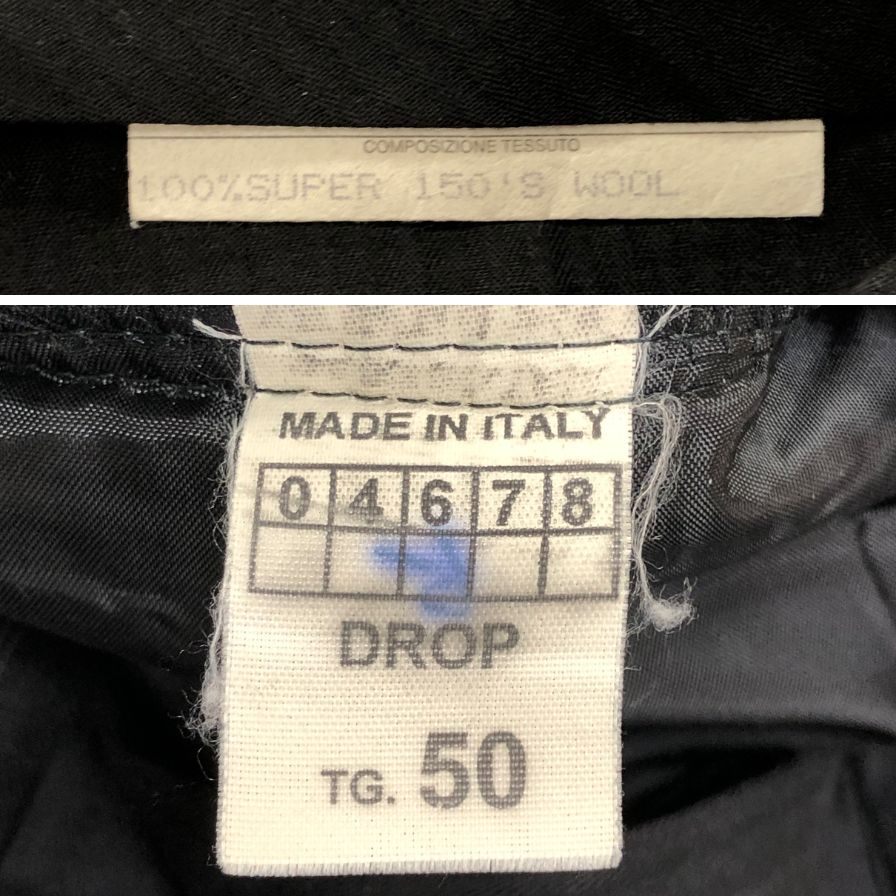 COMPOSIZIONE TESSUTO
100%SUPER 150'S WOOL
MADE IN ITALY
0 4 6 7 8
DROP
TG. 50